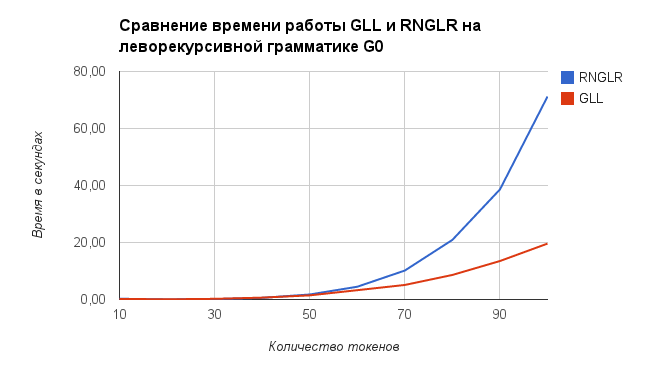 Сравнение времени работы GLL и RNGLR на
леворекурсивной грамматике G0
80,00
60,00
40,00
20,00
0,00
Время в секундах
10
30
50
70
90
Количество токенов
RNGLR
GLL